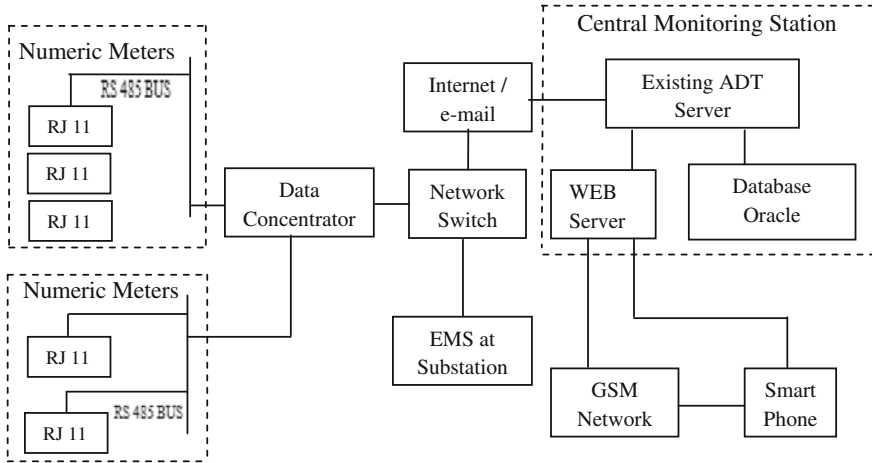 Numeric Meters
RS 485 BUS
RJ 11
RJ 11
RJ 11
Data
Concentrator
Internet /
e-mail
Network
Switch
EMS at
Substation
Central Monitoring Station
Existing ADT
Server
WEB
Server
Database
Oracle
GSM
Network
Smart
Phone
Numeric Meters
RJ 11
RS 485 BUS
RJ 11